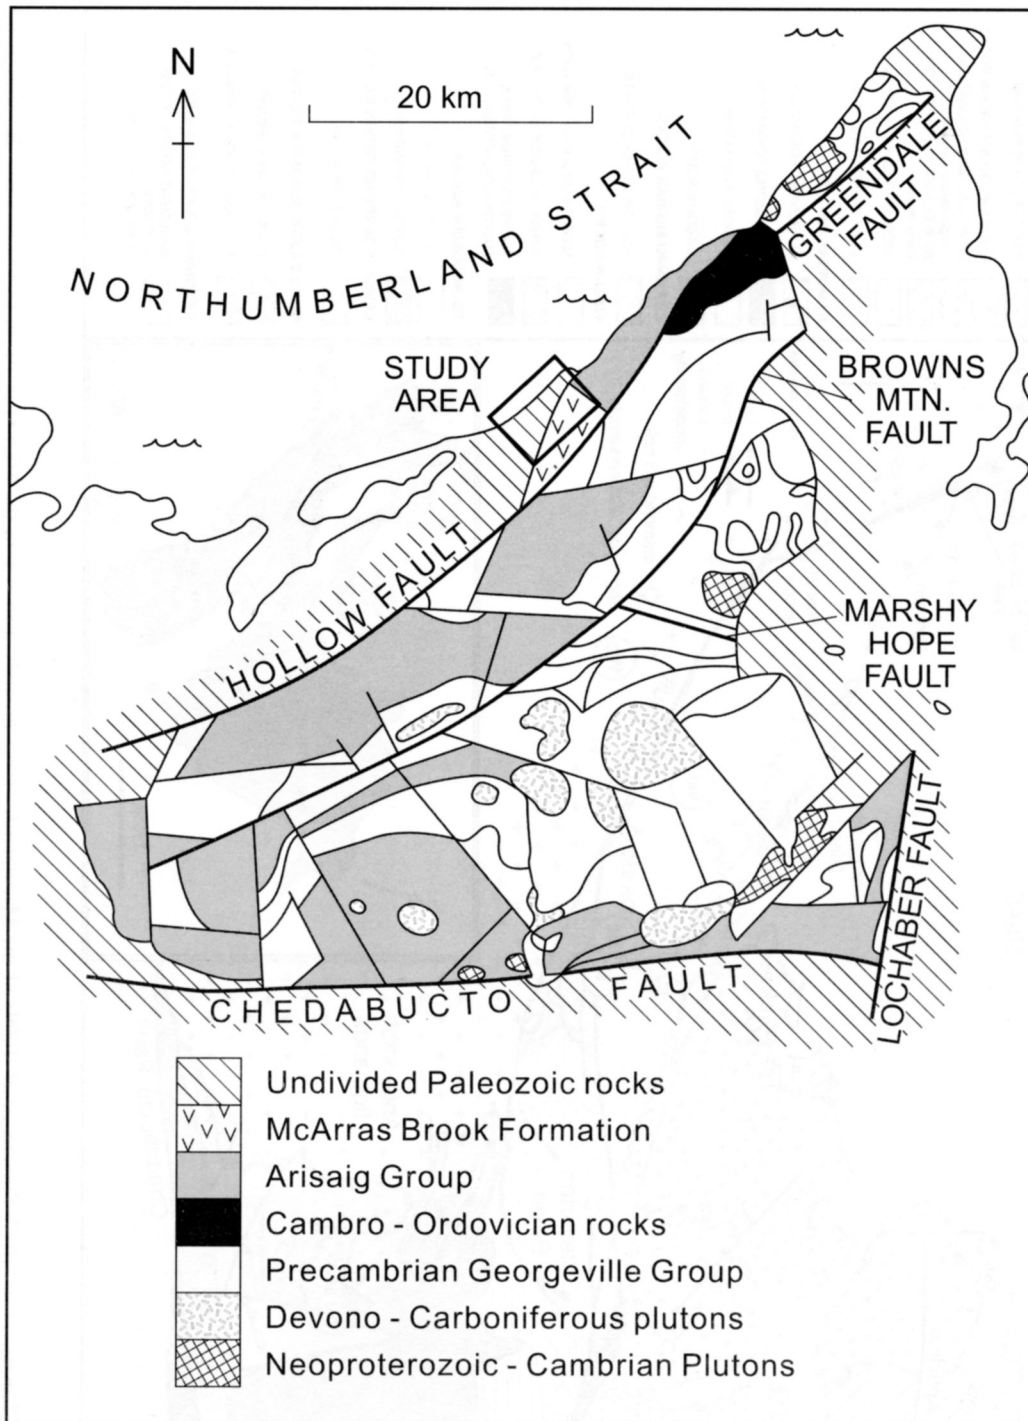 N
20 km
NORTHUMBERLAND STRAIT
GREENDALE
FAULT
STUDY
AREA
BROWNS
MTN.
FAULT
HOLLOW FAULT
MARSHY
HOPE
FAULT
LOCHABER FAULT
CHEDABUCTO FAULT
Undivided Paleozoic rocks
McArras Brook Formation
Arisaig Group
Cambro - Ordovician rocks
Precambrian Georgeville Group
Devono - Carboniferous plutons
Neoproterozoic - Cambrian Plutons